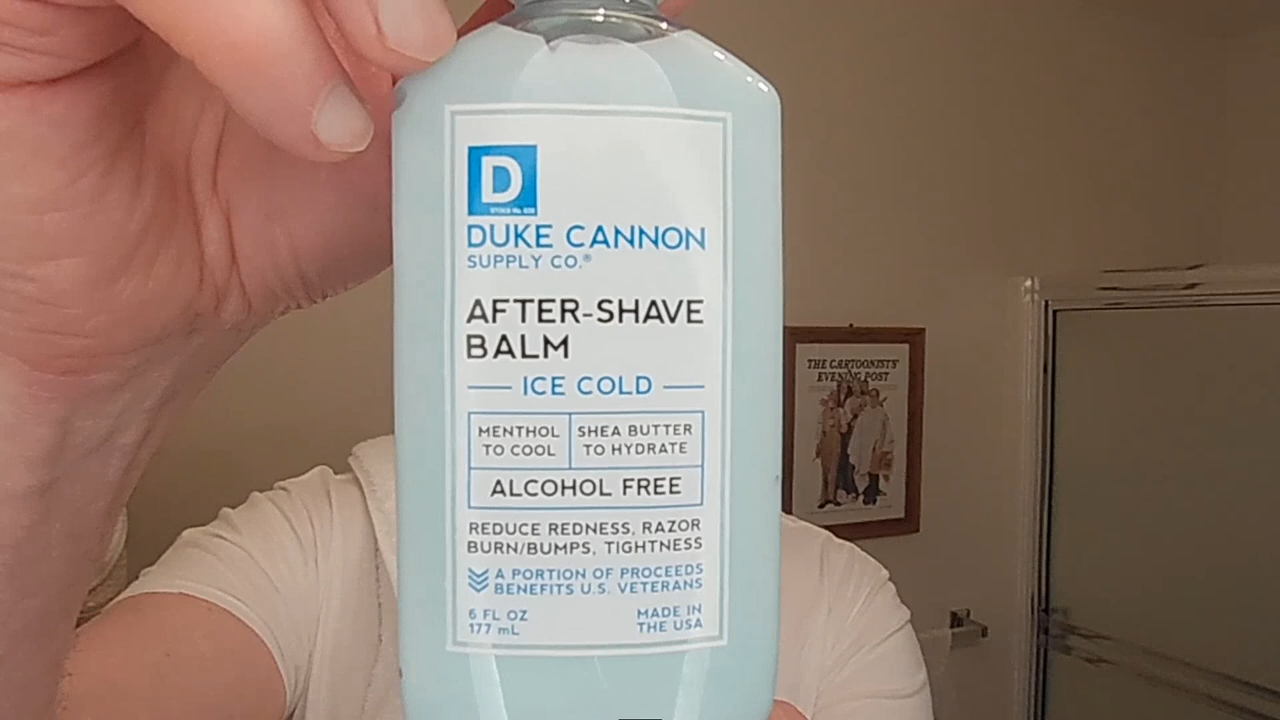 D
DUKE CANNON
SUPPLY CO.®
AFTER-SHAVE
BALM
ICE COLD
MENTHOL
TO COOL
SHEA BUTTER
TO HYDRATE
ALCOHOL FREE
REDUCE REDNESS, RAZOR
BURN/BUMPS, TIGHTNESS
A PORTION OF PROCEEDS
BENEFITS U.S. VETERANS
6 FL OZ
177 mL
MADE IN
THE USA
THE CARTOONISTS'
EVENING POST